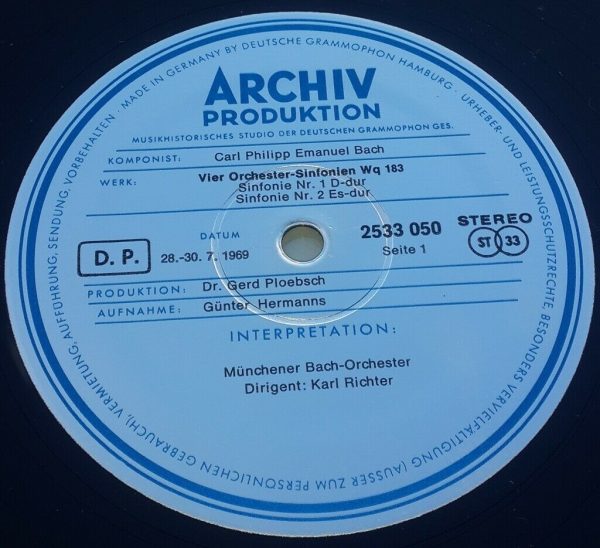 · MADE IN GERMANY BY DEUTSCHE GRAMMOPHON HAMBURG · URHEBER- UND LEISTUNGSSCHUTZRECHTE, BESONDERS VERVIELFÄLTIGUNG (AUSSER ZUM PERSÖNLICHEN GEBRAUCH), VERMIETUNG, AUFFÜHRUNG, SENDUNG, VORBEHALTEN
ARCHIV
PRODUKTION
MUSIKHISTORISCHES STUDIO DER DEUTSCHEN GRAMMOPHON GES.
KOMPONIST: Carl Philipp Emanuel Bach
WERK: Vier Orchester-Sinfonien Wq 183
Sinfonie Nr. 1 D-dur
Sinfonie Nr. 2 Es-dur
D. P.
DATUM
28.-30. 7. 1969
2533 050
Seite 1
STEREO
ST 33
PRODUKTION: Dr. Gerd Ploebsch
AUFNAHME: Günter Hermanns
INTERPRETATION:
Münchener Bach-Orchester
Dirigent: Karl Richter